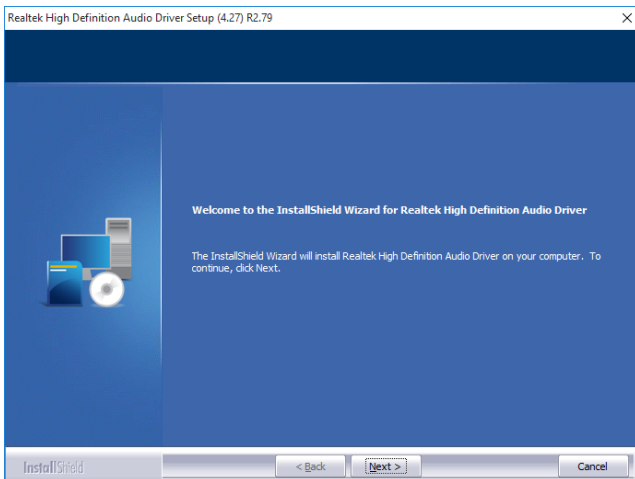 Realtek High Definition Audio Driver Setup (4.27) R2.79
Welcome to the InstallShield Wizard for Realtek High Definition Audio Driver
The InstallShield Wizard will install Realtek High Definition Audio Driver on your computer. To
continue, click Next.
InstallShield
< Back
Next >
Cancel